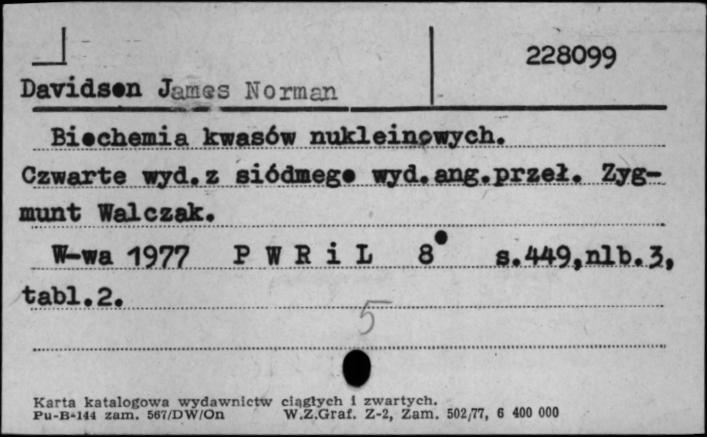 228099
Davidson James Norman
Biochemia kwasów nukleinowych.
Czwarte wyd.z siódmego wyd.ang.przeł. Zyg-
munt Walczak.
W-wa 1977 P W R i L 8° s.449,nlb.3,
tabl.2.
5
Karta katalogowa wydawnictw ciągłych i zwartych.
Pu-B-144 zam. 567/DW/On W.Z.Graf. Z-2, Zam. 502/77, 6 400 000